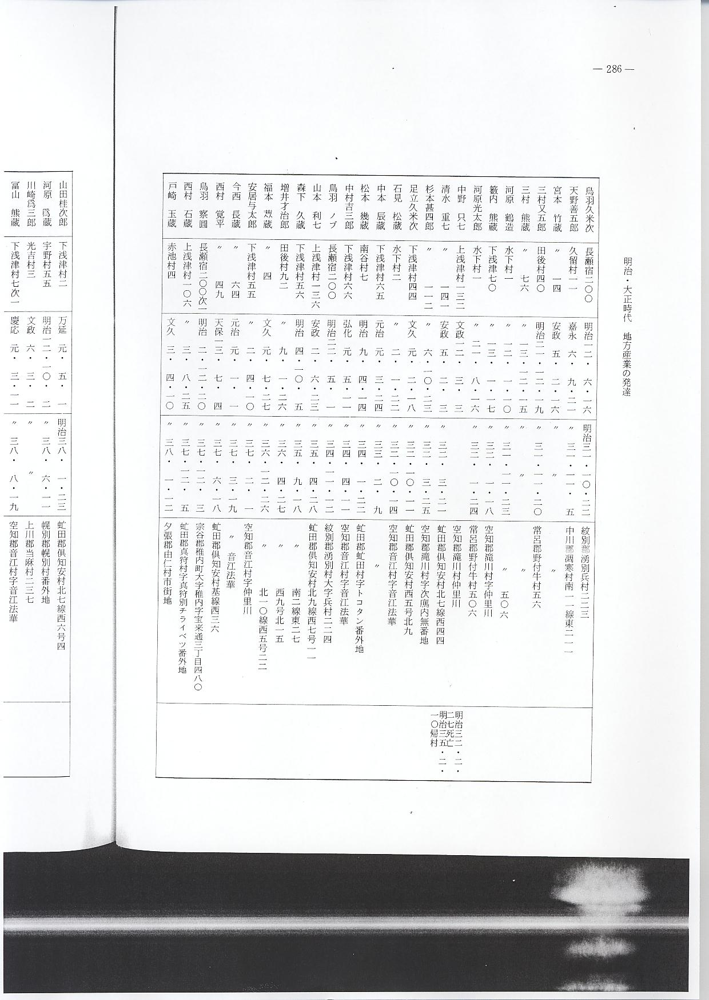 — 286 —
明治・大正時代　地方産業の発達
鳥羽久米次 長瀬宿二〇〇 明治一二・六・一六 明治三一・一〇・二二 紋別郡湧別兵村二二三
天野善五郎 久留村一一 嘉永六・九・二一 〃三一・一一・五 中川郡凋寒村南一一線東二一一
宮本竹蔵 〃一四 安政五・二・一六 〃 〃 〃
三村又五郎 田後村四〇 明治二一・一二・一九 〃三一・一一・二〇 常呂郡野付牛村五六
三村熊蔵 〃七六 〃一三・一二・一五 〃 〃 〃
河原鶴造 水下村一 〃一二・一・一〇 〃三一・一一・二三 〃五〇六
籔内熊蔵 下浅津七〇 〃一三・一・一七 〃三二・一・一八 空知郡滝川村字仲里川
河原光太郎 水下村一 〃二一・八・一六 〃三二・一・二四 常呂郡野付牛村五〇六
中野只七 上浅津村一三二 文政一二・三・三 空知郡滝川村仲里川 明治三二・二・二七死亡
清水重七 〃一四一 安政五・二・三 〃三二・三・二一 虻田郡倶知安村北七線西四四 明治三五・二・一〇帰村
杉本甚四郎 〃一一二 〃六・一〇・二三 〃三二・三・二五 空知郡滝川村字次鴈内無番地
足立久米次 下浅津村四四 文久元・二・一八 〃三二・一〇・一一 虻田郡倶知安村西五号北九
石見松蔵 水下村二 〃二・一・二二 〃三二・一〇・一四 空知郡音江村字音江法華
中本辰蔵 下浅津村六五 元治元・三・二四 〃三三・二・九 〃
松本幾蔵 南谷村七 明治九・四・一四 〃三四・一・二二 虻田郡虻田村字トコタン番外地
中村吉三郎 下浅津村六六 弘化元・五・一一 〃三四・四・一一 空知郡音江村字音江法華
鳥羽ノブ 長瀬宿二〇〇 明治二二・五・一 〃三四・一一・一二 紋別郡湧別村大字兵村二二四
山本利七 上浅津村一三六 安政二・六・二三 〃三五・四・二八 虻田郡倶知安村北九線西七号一一
森下久蔵 下浅津村五六 明治四・一〇・五 〃三五・九・一八 〃南二線東二七
増井才治郎 田後村九二 〃九・一・二六 〃三六・四・二七 〃西九号北一五
福本蔵 〃四 文久元・七・二七 〃三六・一二・二六 〃北一〇線西五号二二
安居与太郎 下浅津村五五 〃二・四・一〇 〃三七・二・一 空知郡音江村字仲里川
今西長蔵 〃六四 元治元・一・一 〃三七・三・一九 〃音江法華
西村覚平 〃四九 天保一三・七・四 〃三七・六・一八 虻田郡倶知安村基線西三六
鳥羽察圓 長瀬宿二〇〇次一 明治二・一二・二〇 〃三七・一二・三 宗谷郡稚内町大字稚内字宝来通三丁目四八〇
西村石蔵 上浅津村一〇六 〃三・八・二五 〃三七・一二・五 虻田郡真狩村字真狩別チライベツ番外地
戸崎玉蔵 赤池村四 文久三・四・一〇 〃三八・一・一二 夕張郡由仁村市街地
山田桂次郎 下浅津村二 万延元・五・一 明治三八・一・二三 虻田郡倶知安村北七線西六号四
河原為蔵 宇野村五五 明治一二・一〇・二 〃三八・六・一一 幌別郡幌別村番外地
川崎爲三郎 光吉村三 文政六・三・二 〃 〃 上川郡当麻村二三七
冨山熊蔵 下浅津村七次一 慶応元・三・一一 〃三八・八・一九 空知郡音江村字音江法華